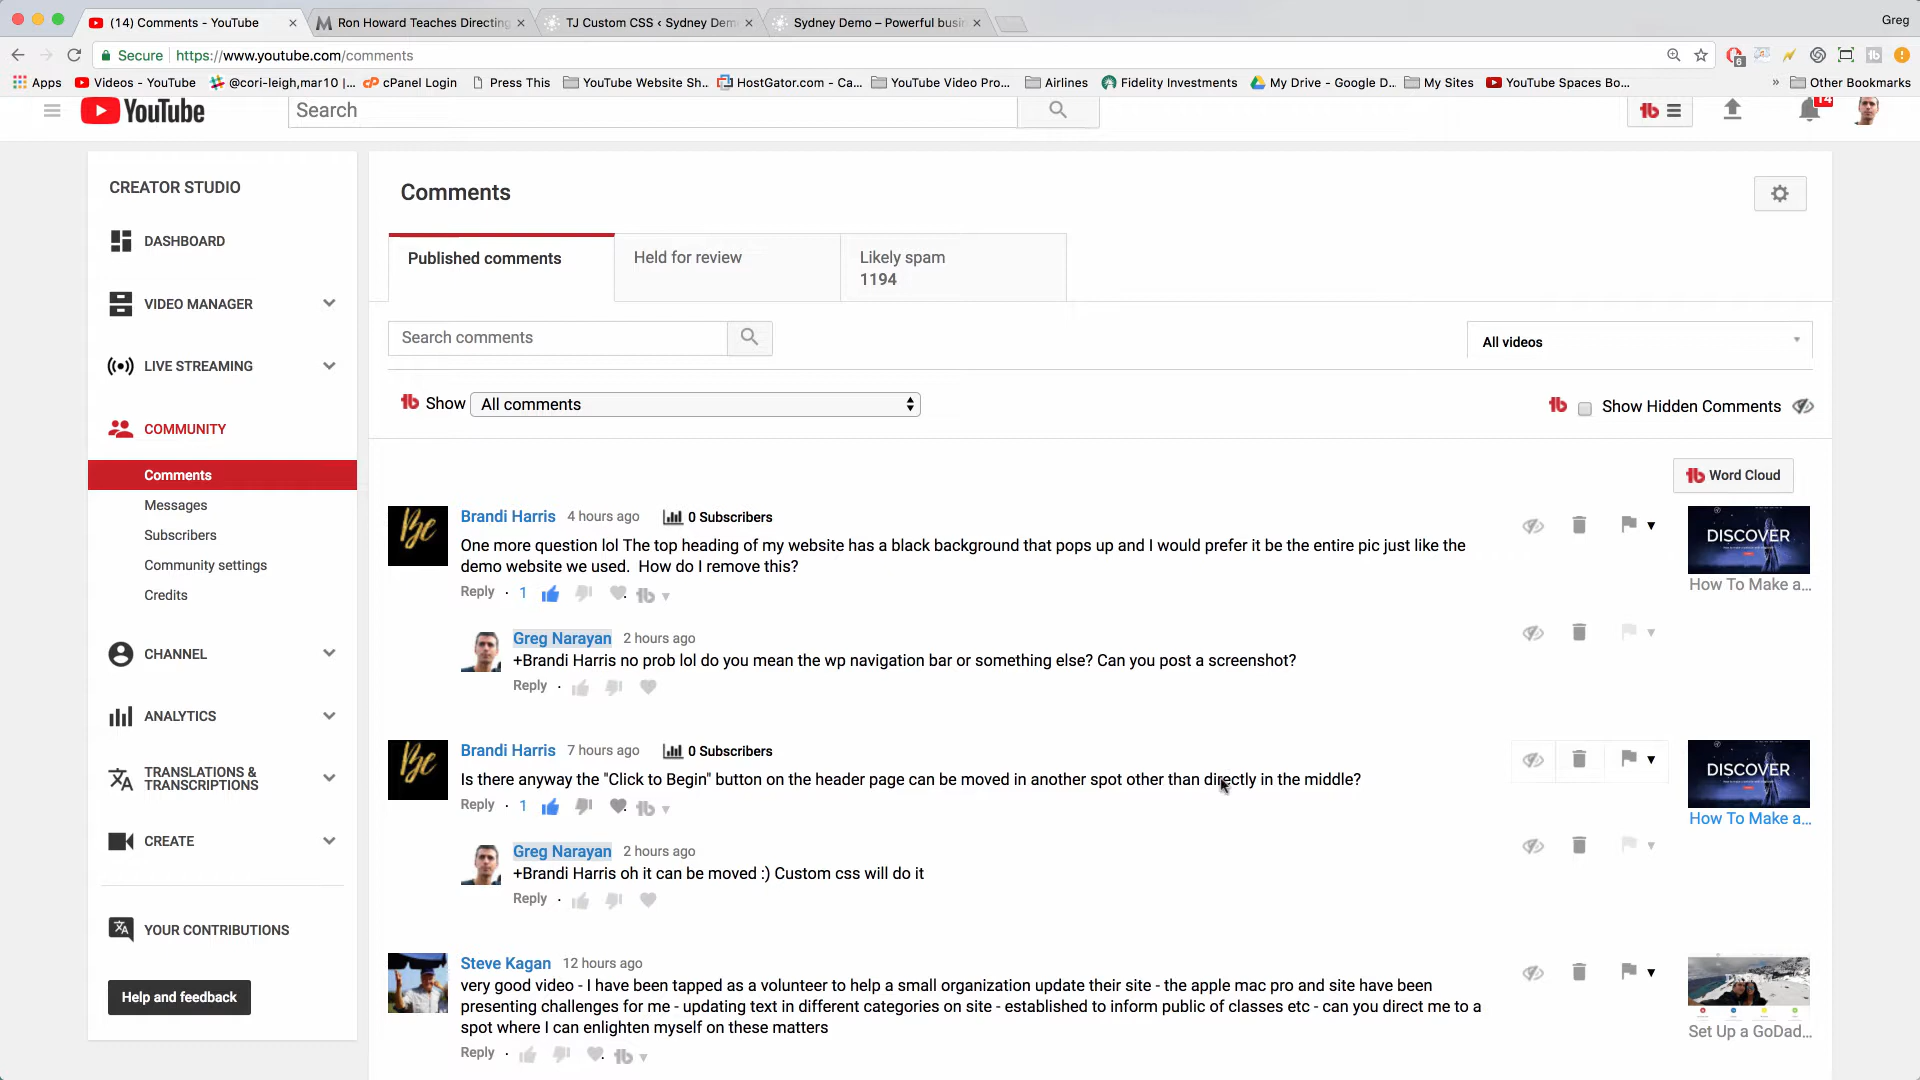 Greg
(14) Comments - YouTube
Ron Howard Teaches Directing
TJ Custom CSS ‹ Sydney Dem
Sydney Demo – Powerful busi
Secure
https://www.youtube.com/comments
6
Apps
Videos - YouTube
@cori-leigh,mar10 |...
cPanel Login
Press This
YouTube Website Sh...
HostGator.com - Ca...
YouTube Video Pro...
Airlines
Fidelity Investments
My Drive - Google D...
My Sites
YouTube Spaces Bo...
»
Other Bookmarks
YouTube
Search
14
CREATOR STUDIO
DASHBOARD
VIDEO MANAGER
LIVE STREAMING
COMMUNITY
Comments
Messages
Subscribers
Community settings
Credits
CHANNEL
ANALYTICS
TRANSLATIONS &
TRANSCRIPTIONS
CREATE
YOUR CONTRIBUTIONS
Help and feedback
Comments
Published comments
Held for review
Likely spam
1194
Search comments
All videos
Show
All comments
Show Hidden Comments
Word Cloud
Be
Brandi Harris 4 hours ago 0 Subscribers
One more question lol The top heading of my website has a black background that pops up and I would prefer it be the entire pic just like the
demo website we used. How do I remove this?
Reply · 1
DISCOVER
How To Make a...
Greg Narayan 2 hours ago
+Brandi Harris no prob lol do you mean the wp navigation bar or something else? Can you post a screenshot?
Reply ·
Be
Brandi Harris 7 hours ago 0 Subscribers
Is there anyway the "Click to Begin" button on the header page can be moved in another spot other than directly in the middle?
Reply · 1
DISCOVER
How To Make a...
Greg Narayan 2 hours ago
+Brandi Harris oh it can be moved :) Custom css will do it
Reply ·
Steve Kagan 12 hours ago
very good video - I have been tapped as a volunteer to help a small organization update their site - the apple mac pro and site have been
presenting challenges for me - updating text in different categories on site - established to inform public of classes etc - can you direct me to a
spot where I can enlighten myself on these matters
Reply ·
Set Up a GoDad...